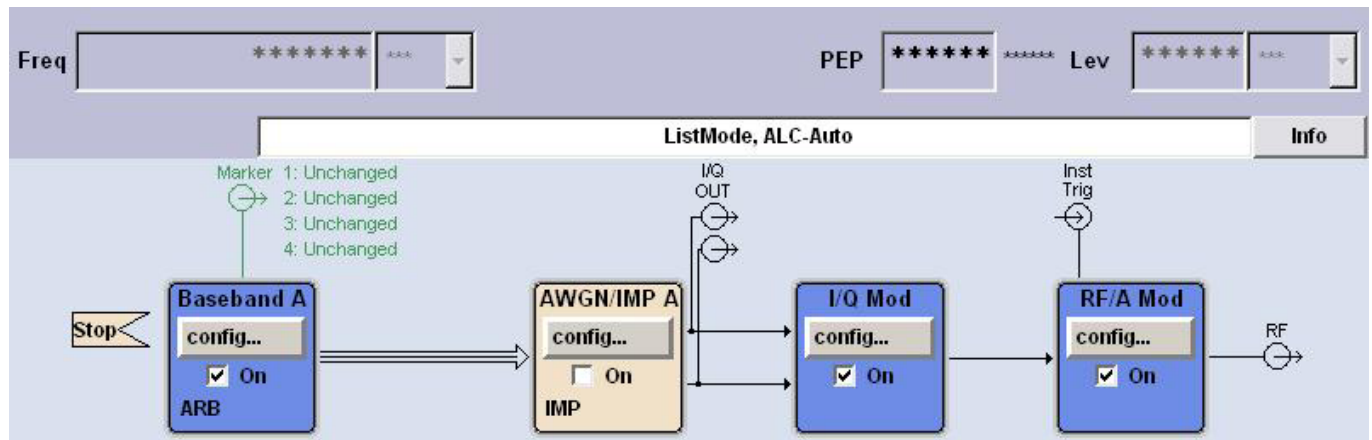 Freq ******* *** PEP ****** ****** Lev ****** ***
ListMode, ALC-Auto Info
Marker 1: Unchanged
2: Unchanged
3: Unchanged
4: Unchanged
I/Q
OUT
Inst
Trig
Stop
Baseband A
config...
On
ARB
AWGN/IMP A
config...
On
IMP
I/Q Mod
config...
On
RF/A Mod
config...
On
RF